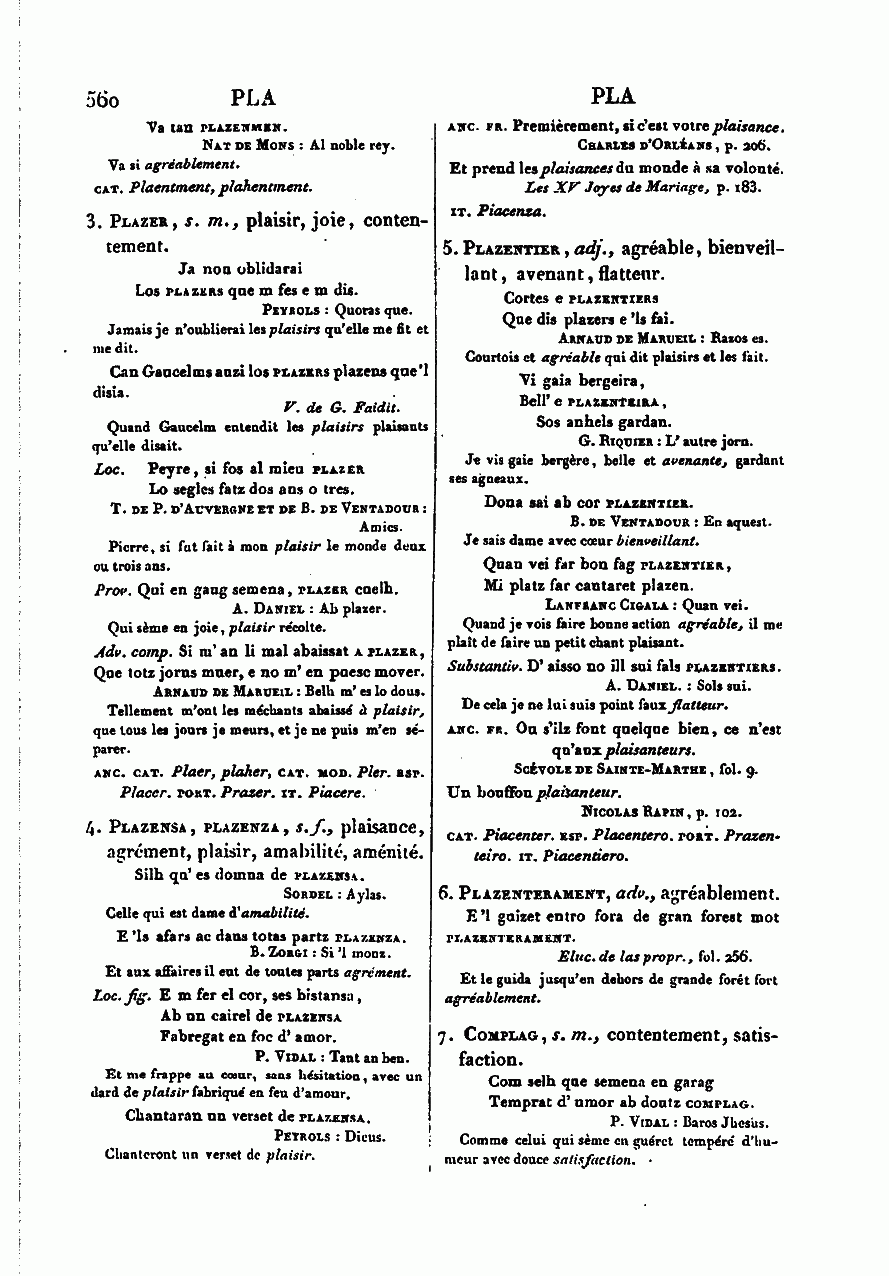 560 PLA PLA
Va tan PLAZENMEN.
NAT DE MONS : Al noble rey.
Va si agréablement.
CAT. Plaentment, plahentment.
3. PLAZER, s. m., plaisir, joie, conten-
tement.
Ja non oblidarai
Los PLAZERS que m fes e m dis.
PEYROLS : Quoras que.
Jamais je n'oublierai les plaisirs qu'elle me fit et
me dit.
Can Gaucelms auzi los PLAZERS plazens que'l
disia.
V. de G. Faidit.
Quand Gaucelm entendit les plaisirs plaisants
qu'elle disait.
Loc. Peyre, si fos al mieu PLAZER
Lo segles fatz dos ans o tres.
T. DE P. D'AUVERGNE ET DE B. DE VENTADOUR :
Amics.
Pierre, si fut fait à mon plaisir le monde deux
ou trois ans.
Prov. Qui en gaug semena, PLAZER cuelh.
A. DANIEL : Ab plazer.
Qui sème en joie, plaisir récolte.
Adv. comp. Si m'an li mal abaissat A PLAZER,
Que totz jorns muer, e no m'en puesc mover.
ARNAUD DE MARUEIL : Belh m'es lo dous.
Tellement m'ont les méchants abaissé à plaisir,
que tous les jours je meurs, et je ne puis m'en sé-
parer.
ANC. CAT. Plaer, plaher, CAT. MOD. Pler. ESP.
Placer. PORT. Prazer. IT. Piacere.
4. PLAZENSA, PLAZENZA, s. f., plaisance,
agrément, plaisir, amabilité, aménité.
Silh qu'es domna de PLAZENSA.
SORDEL : Aylas.
Celle qui est dame d'amabilité.
E'ls afars ac dans totas partz PLAZENZA.
B. ZORGI : Si'l monz.
Et aux affaires il eut de toutes parts agrément.
Loc. fig. E m fer el cor, ses bistansa,
Ab un cairel de PLAZENSA
Fabregat en foc d'amor.
P. VIDAL : Tant an ben.
Et me frappe au cœur, sans hésitation, avec un
dard de plaisir fabriqué en feu d'amour.
Chantaran un verset de PLAZENSA.
PEYROLS : Dieus.
Chanteront un verset de plaisir.
ANC. FR. Premièrement, si c'est votre plaisance.
CHARLES D'ORLÉANS, p. 206.
Et prend les plaisances du monde à sa volonté.
Les XV Joyes de Mariage, p. 183.
IT. Piacenza.
5. PLAZENTIER, adj., agréable, bienveil-
lant, avenant, flatteur.
Cortes e PLAZENTIERS
Que dis plazers e'ls fai.
ARNAUD DE MARUEIL : Razos es.
Courtois et agréable qui dit plaisirs et les fait.
Vi gaia bergeira,
Bell' e PLAZENTEIRA,
Sos anhels gardan.
G. RIQUIER : L'autre jorn.
Je vis gaie bergère, belle et avenante, gardant
ses agneaux.
Dona sai ab cor PLAZENTIER.
B. DE VENTADOUR : En aquest.
Je sais dame avec cœur bienveillant.
Quan vei far bon fag PLAZENTIER,
Mi platz far cantaret plazen.
LANFRANC CIGALA : Quan vei.
Quand je vois faire bonne action agréable, il me
plaît de faire un petit chant plaisant.
Substantiv. D'aisso no ill sui fals PLAZENTIERS.
A. DANIEL. : Sols sui.
De cela je ne lui suis point faux flatteur.
ANC. FR. Ou s'ilz font quelque bien, ce n'est
qu'aux plaisanteurs.
SCÉVOLE DE SAINTE-MARTHE, fol. 9.
Un bouffon plaisanteur.
NICOLAS RAPIN, p. 102.
CAT. Piacenter. ESP. Placentero. PORT. Prazen-
teiro. IT. Piacentiero.
6. PLAZENTERAMENT, adv., agréablement.
E'l guizet entro fora de gran forest mot
PLAZENTERAMENT.
Eluc. de las propr., fol. 256.
Et le guida jusqu'en dehors de grande forêt fort
agréablement.
7. COMPLAG, s. m., contentement, satis-
faction.
Com selh que semena en garag
Temprat d'umor ab doutz COMPLAG.
P. VIDAL : Baros Jhesus.
Comme celui qui sème en guéret tempéré d'hu-
meur avec douce satisfaction.